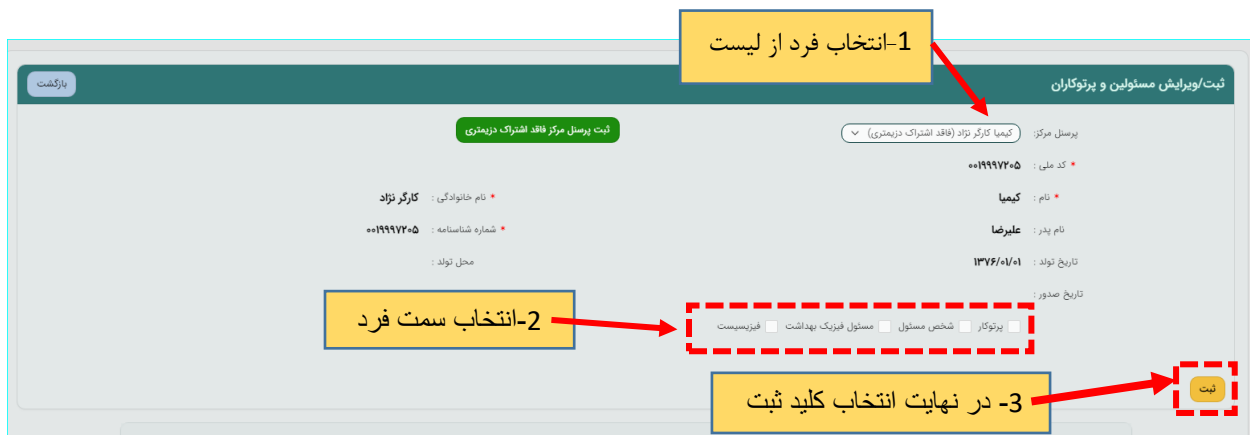 1-انتخاب فرد از لیست
ثبت/ویرایش مسئولین و پرتوکاران
بازگشت
پرسنل مرکز: کیمیا کارگر نژاد (فاقد اشتراک دزیمتری)
ثبت پرسنل مرکز فاقد اشتراک دزیمتری
* کد ملی : ۰۰۱۹۹۹۷۲۰۵
* نام : کیمیا
* نام خانوادگی : کارگر نژاد
نام پدر : علیرضا
* شماره شناسنامه : ۰۰۱۹۹۹۷۲۰۵
تاریخ تولد : ۱۳۷۶/۰۱/۰۱
محل تولد :
تاریخ صدور :
2-انتخاب سمت فرد
پرتوکار شخص مسئول مسئول فیزیک بهداشت فیزیسیست
ثبت
3- در نهایت انتخاب کلید ثبت